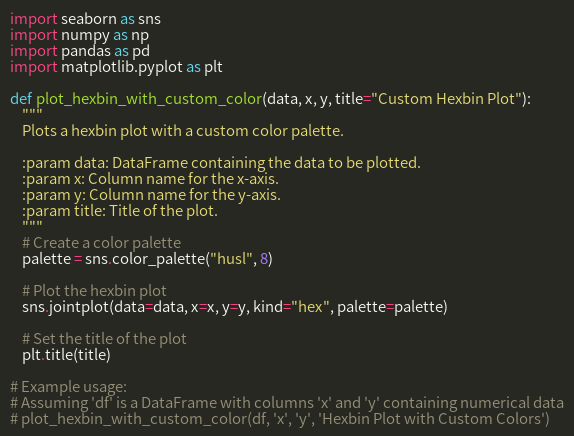 import seaborn as sns
import numpy as np
import pandas as pd
import matplotlib.pyplot as plt

def plot_hexbin_with_custom_color(data, x, y, title="Custom Hexbin Plot"):
    """
    Plots a hexbin plot with a custom color palette.

    :param data: DataFrame containing the data to be plotted.
    :param x: Column name for the x-axis.
    :param y: Column name for the y-axis.
    :param title: Title of the plot.
    """
    # Create a color palette
    palette = sns.color_palette("husl", 8)

    # Plot the hexbin plot
    sns.jointplot(data=data, x=x, y=y, kind="hex", palette=palette)

    # Set the title of the plot
    plt.title(title)

# Example usage:
# Assuming 'df' is a DataFrame with columns 'x' and 'y' containing numerical data
# plot_hexbin_with_custom_color(df, 'x', 'y', 'Hexbin Plot with Custom Colors')